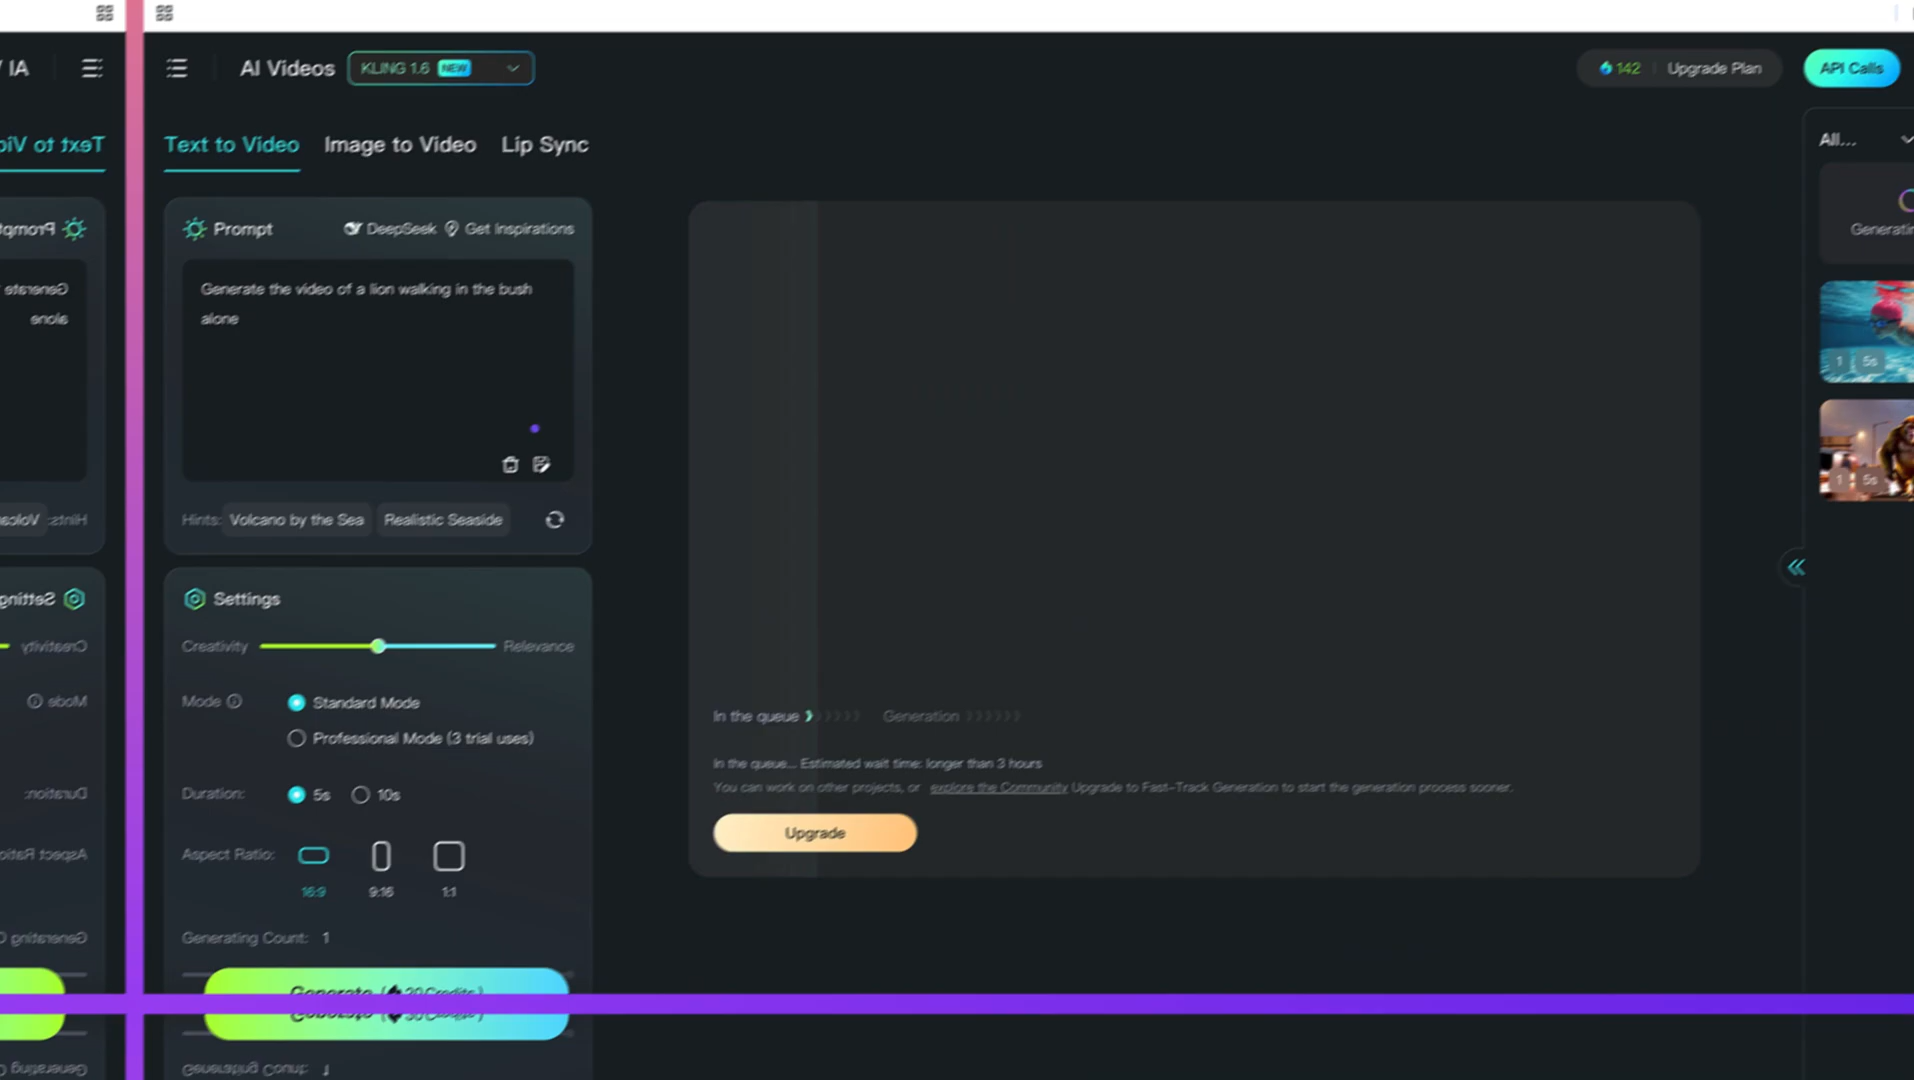 AI Videos KLING 1.6 NEW
142 Upgrade Plan
API Calls
Text to Video Image to Video Lip Sync
All...
Prompt DeepSeek Get Inspirations
Generate the video of a lion walking in the bush
alone
Generatin
1 5s
1 5s
Hints: Volcano by the Sea Realistic Seaside
Settings
Creativity Relevance
Mode Standard Mode
Professional Mode (3 trial uses)
Duration: 5s 10s
Aspect Ratio:
16:9 9:16 1:1
Generating Count: 1
In the queue Generation
In the queue... Estimated wait time: longer than 3 hours
You can work on other projects, or explore the Community Upgrade to Fast-Track Generation to start the generation process sooner.
Upgrade